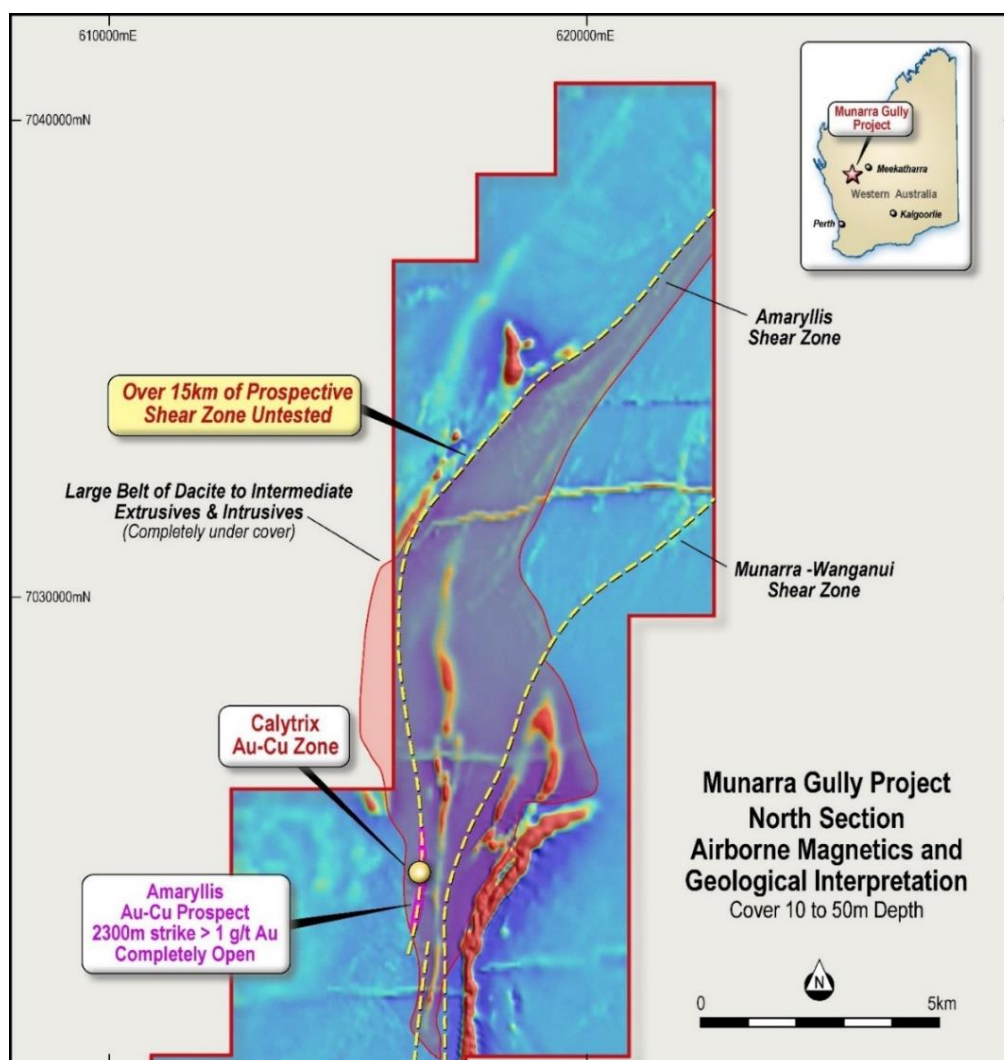 610000mE
620000mE
7040000mN
7030000mN
Munarra Gully
Project
Meekatharra
Western Australia
Kalgoorlie
Perth
Amaryllis
Shear Zone
Over 15km of Prospective
Shear Zone Untested
Large Belt of Dacite to Intermediate
Extrusives & Intrusives
(Completely under cover)
Munarra -Wanganui
Shear Zone
Calytrix
Au-Cu Zone
Amaryllis
Au-Cu Prospect
2300m strike > 1 g/t Au
Completely Open
Munarra Gully Project
North Section
Airborne Magnetics and
Geological Interpretation
Cover 10 to 50m Depth
N
0
5km